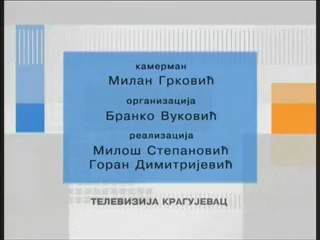 камерман
Милан Грковић
организација
Бранко Вуковић
реализација
Милош Степановић
Горан Димитријевић
ТЕЛЕВИЗИЈА КРАГУЈЕВАЦ